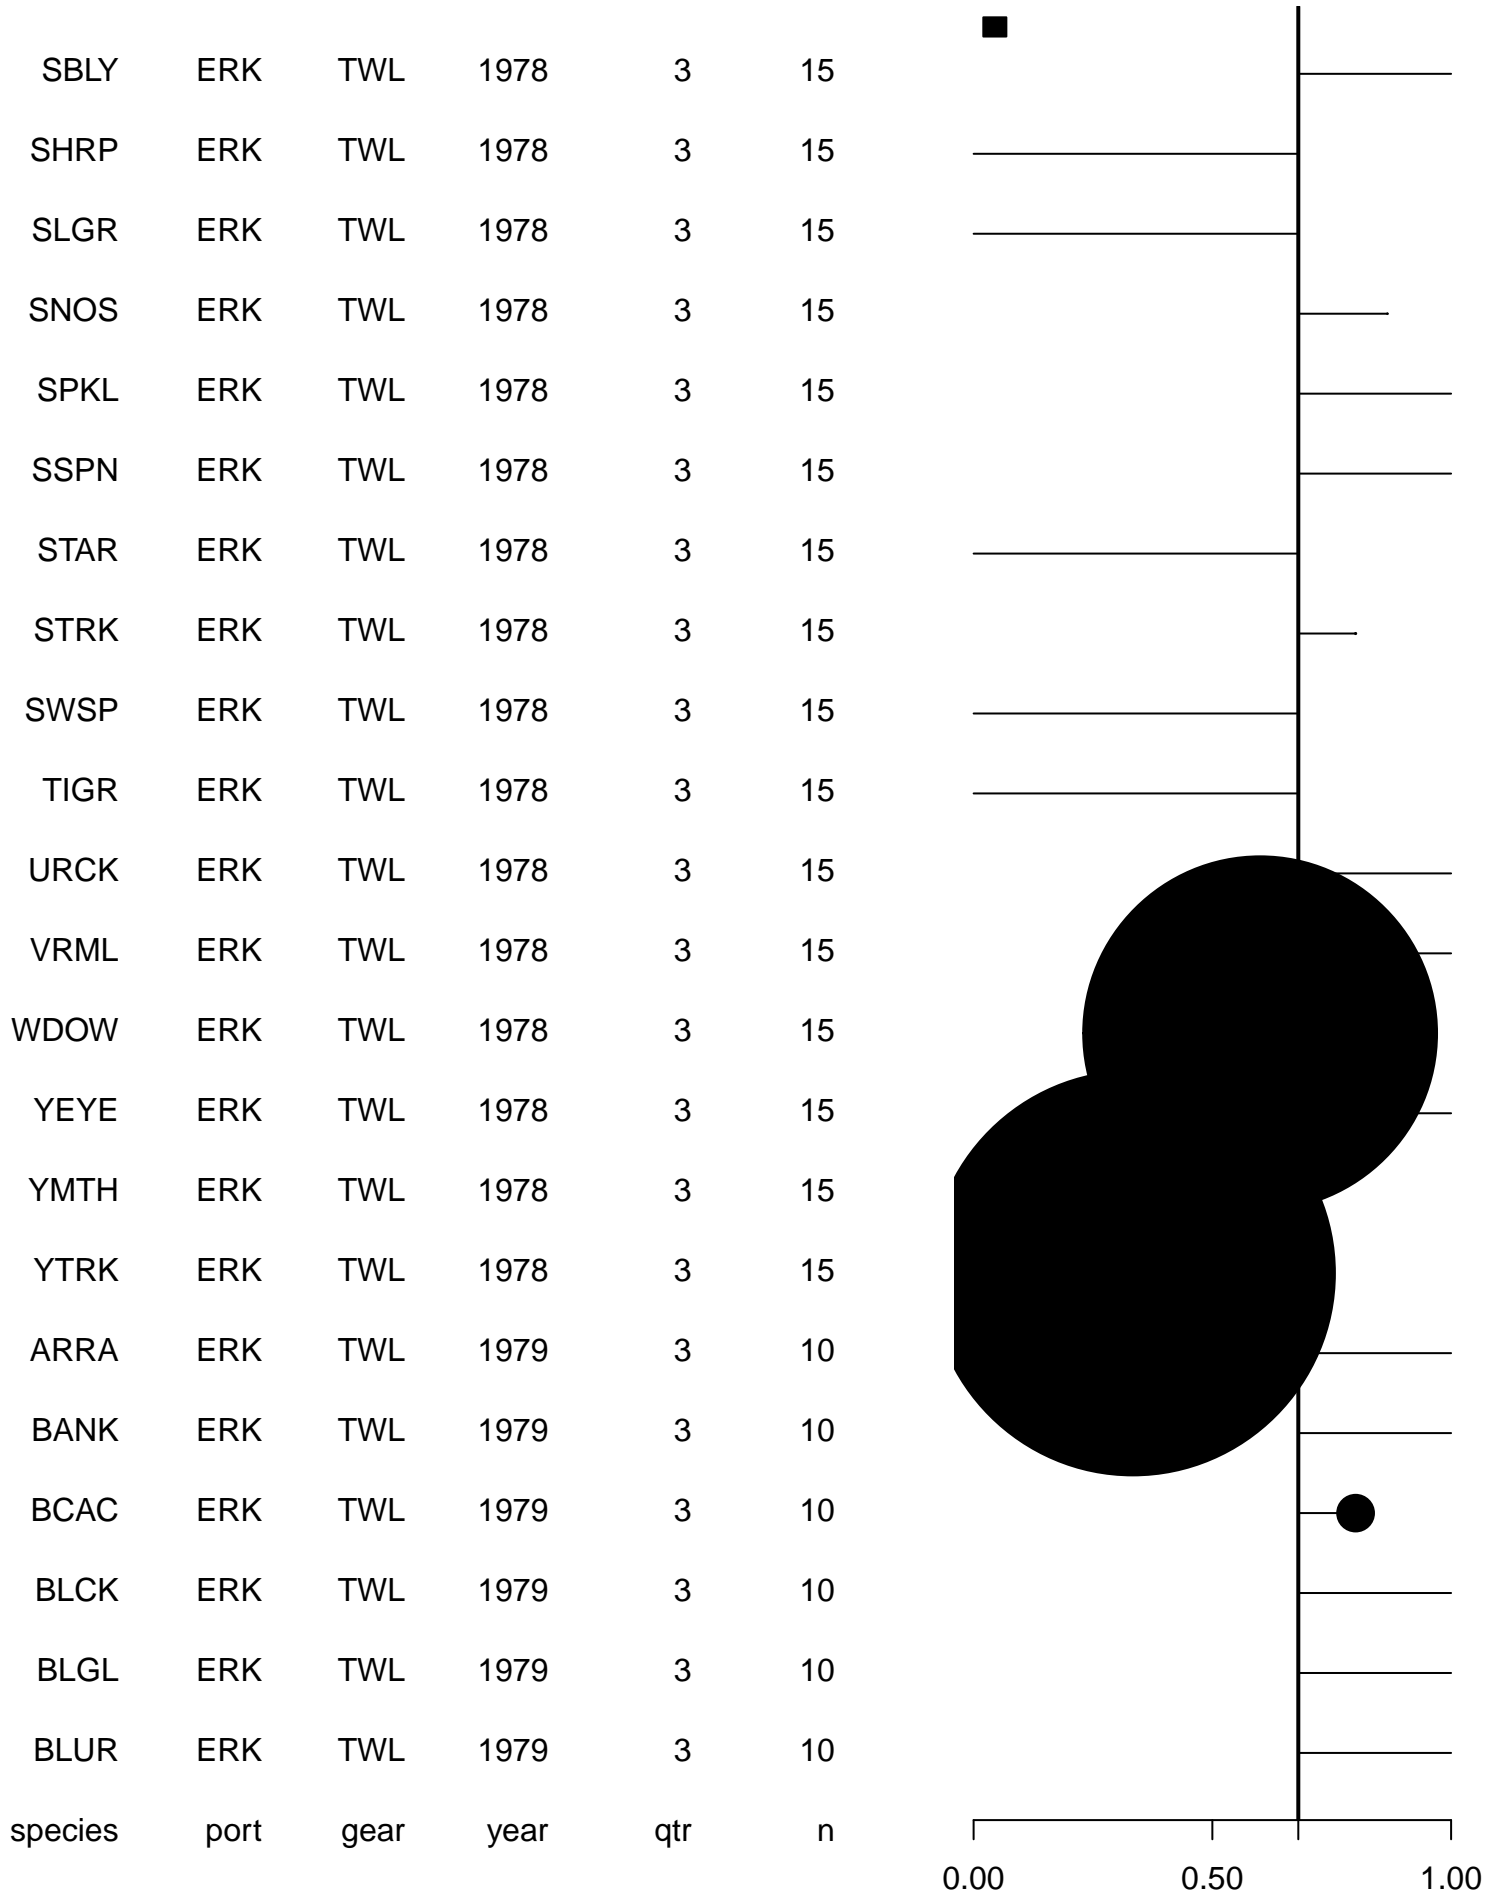 SBLY ERK TWL 1978 3 15
SHRP ERK TWL 1978 3 15
SLGR ERK TWL 1978 3 15
SNOS ERK TWL 1978 3 15
SPKL ERK TWL 1978 3 15
SSPN ERK TWL 1978 3 15
STAR ERK TWL 1978 3 15
STRK ERK TWL 1978 3 15
SWSP ERK TWL 1978 3 15
TIGR ERK TWL 1978 3 15
URCK ERK TWL 1978 3 15
VRML ERK TWL 1978 3 15
WDOW ERK TWL 1978 3 15
YEYE ERK TWL 1978 3 15
YMTH ERK TWL 1978 3 15
YTRK ERK TWL 1978 3 15
ARRA ERK TWL 1979 3 10
BANK ERK TWL 1979 3 10
BCAC ERK TWL 1979 3 10
BLCK ERK TWL 1979 3 10
BLGL ERK TWL 1979 3 10
BLUR ERK TWL 1979 3 10
species port gear year qtr n
0.00 0.50 1.00